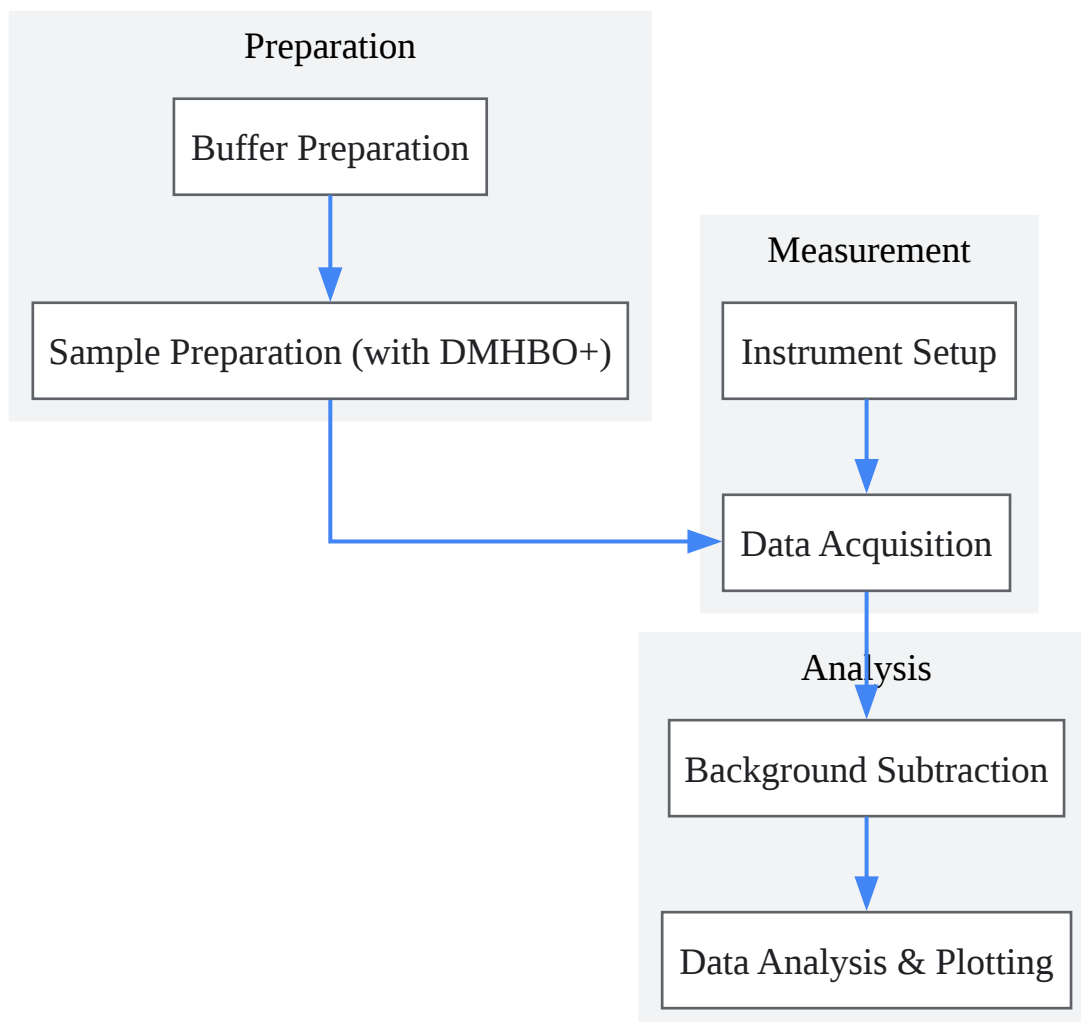 Preparation
Buffer Preparation
Sample Preparation (with DMHBO+)
Measurement
Instrument Setup
Data Acquisition
Analysis
Background Subtraction
Data Analysis & Plotting